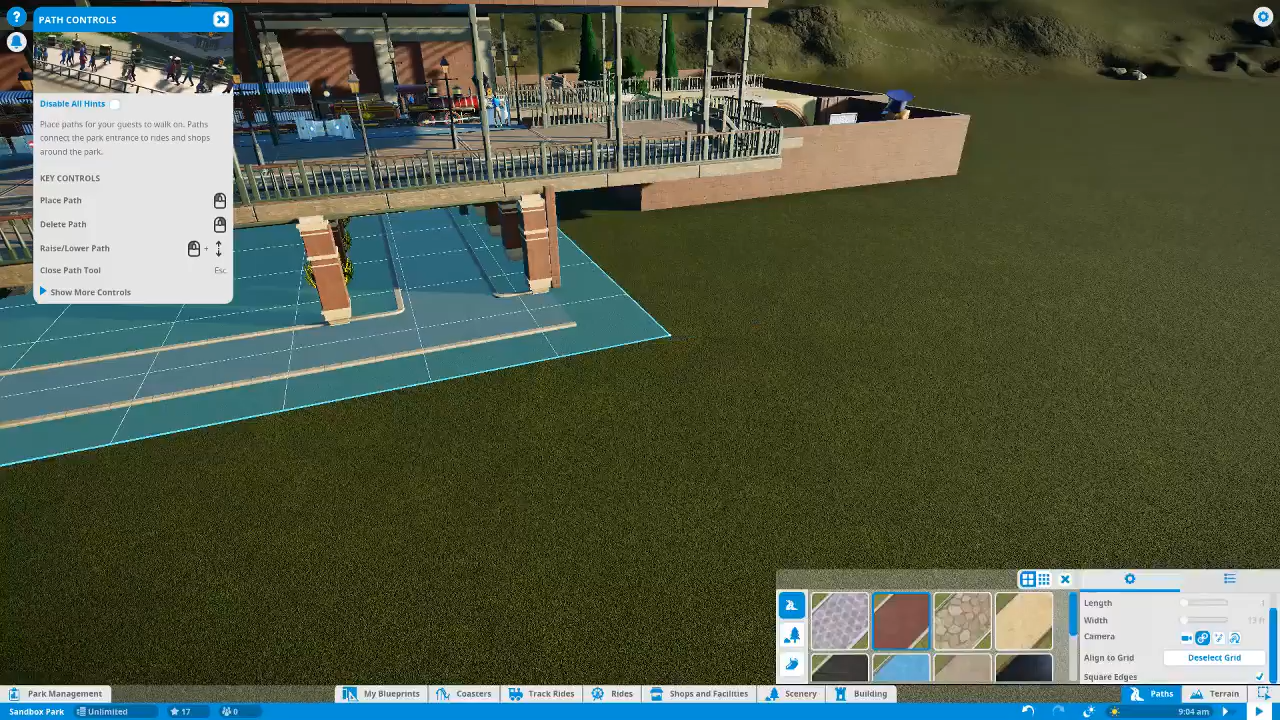 PATH CONTROLS
Disable All Hints
Place paths for your guests to walk on. Paths
connect the park entrance to rides and shops
around the park.
KEY CONTROLS
Place Path
Delete Path
Raise/Lower Path +
Close Path Tool Esc
Show More Controls
Length 1
Width 13 ft
Camera
Align to Grid Deselect Grid
Square Edges
Park Management
My Blueprints
Coasters
Track Rides
Rides
Shops and Facilities
Scenery
Building
Paths
Terrain
Sandbox Park
Unlimited
17
0
9:04 am